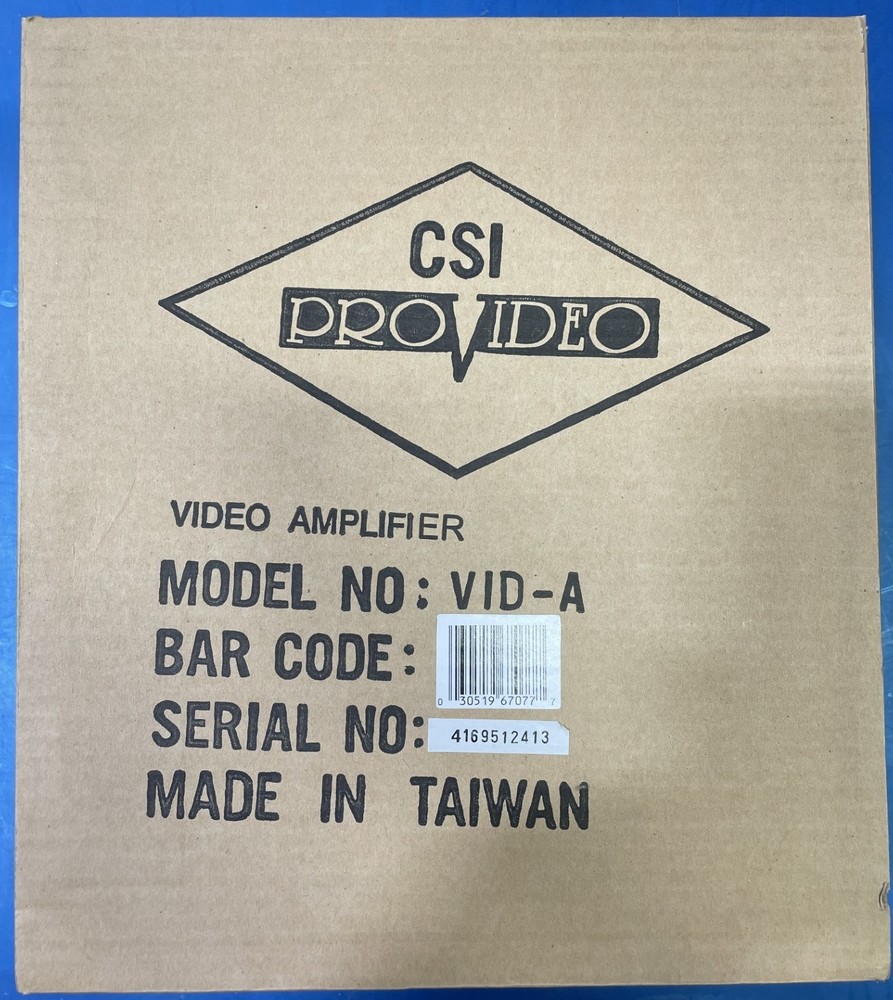 CSI
PROVIDEO
VIDEO AMPLIFIER
MODEL NO: VID-A
BAR CODE:
0 30519 67077 7
SERIAL NO: 4169512413
MADE IN TAIWAN